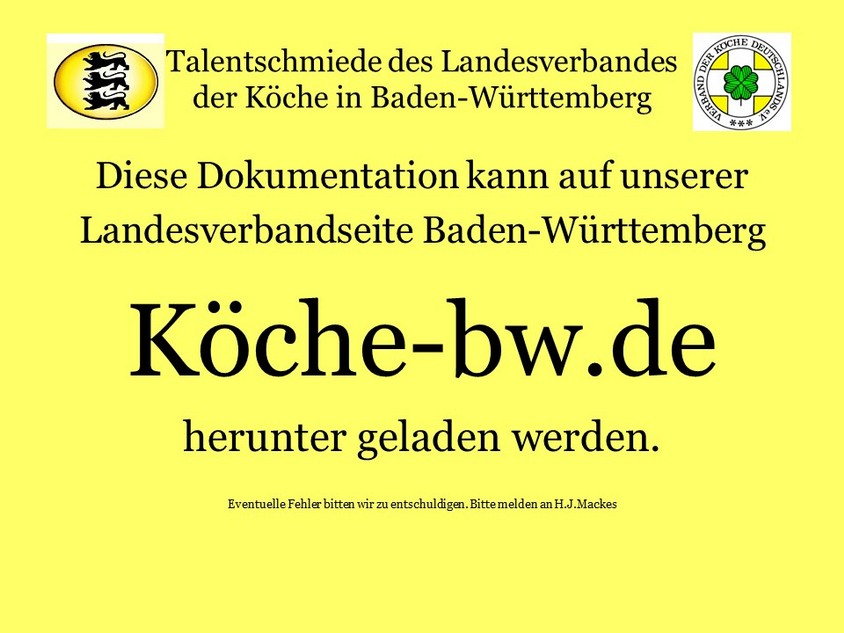 Talentschmiede des Landesverbandes
der Köche in Baden-Württemberg
VERBAND DER KÖCHE DEUTSCHLANDS e.V.
Diese Dokumentation kann auf unserer
Landesverbandseite Baden-Württemberg
Köche-bw.de
herunter geladen werden.
Eventuelle Fehler bitten wir zu entschuldigen. Bitte melden an H.J.Mackes